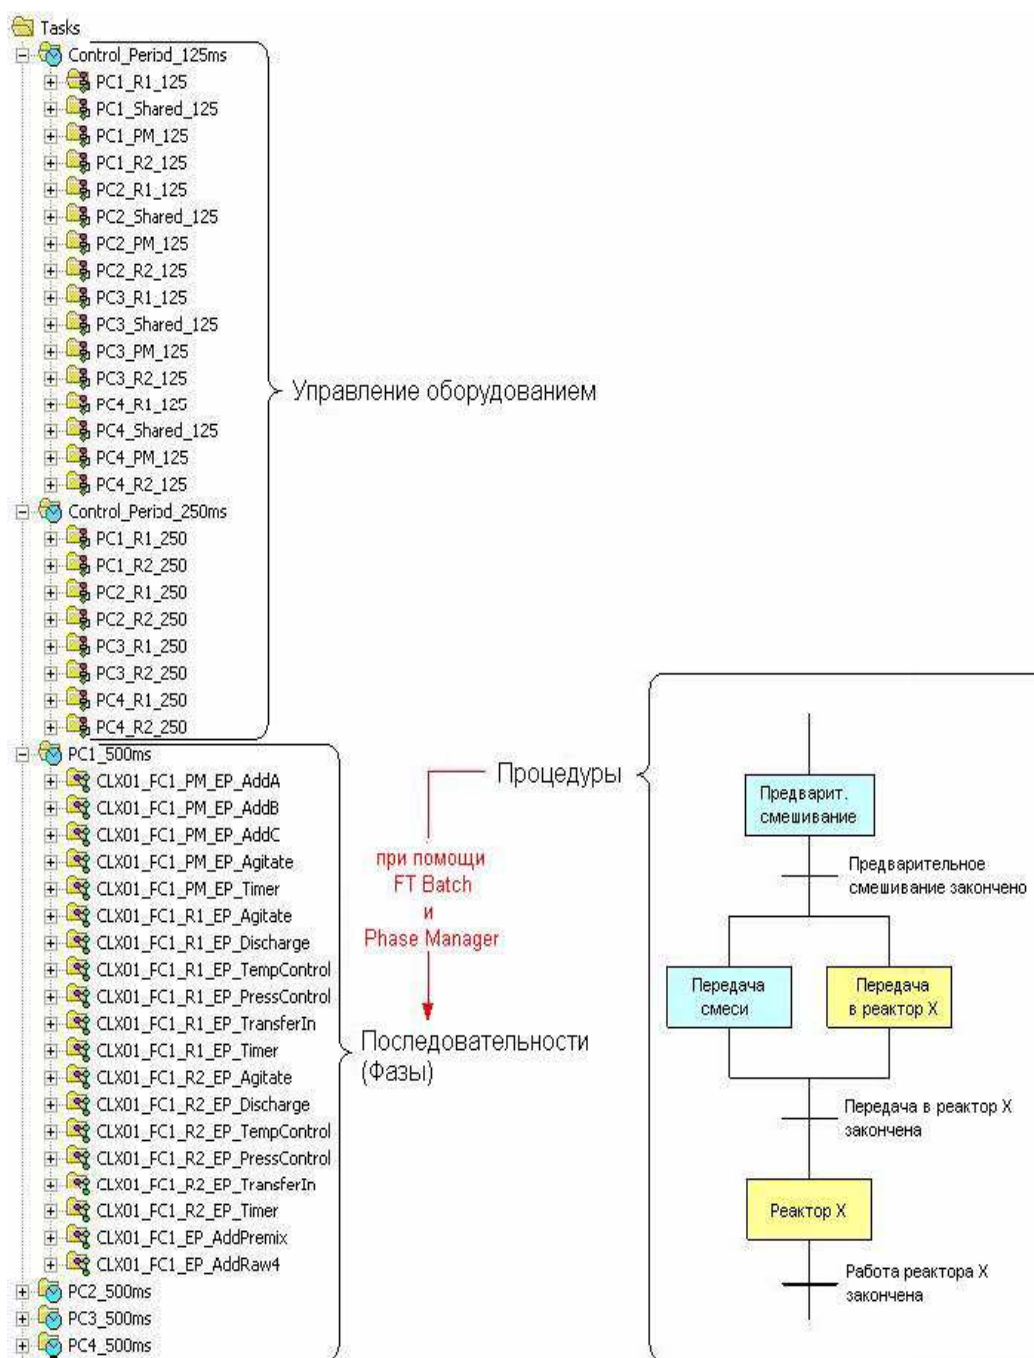 Tasks
Control_Period_125ms
PC1_R1_125
PC1_Shared_125
PC1_PM_125
PC1_R2_125
PC2_R1_125
PC2_Shared_125
PC2_PM_125
PC2_R2_125
PC3_R1_125
PC3_Shared_125
PC3_PM_125
PC3_R2_125
PC4_R1_125
PC4_Shared_125
PC4_PM_125
PC4_R2_125
Control_Period_250ms
PC1_R1_250
PC1_R2_250
PC2_R1_250
PC2_R2_250
PC3_R1_250
PC3_R2_250
PC4_R1_250
PC4_R2_250
PC1_500ms
CLX01_FC1_PM_EP_AddA
CLX01_FC1_PM_EP_AddB
CLX01_FC1_PM_EP_AddC
CLX01_FC1_PM_EP_Agitate
CLX01_FC1_PM_EP_Timer
CLX01_FC1_R1_EP_Agitate
CLX01_FC1_R1_EP_Discharge
CLX01_FC1_R1_EP_TempControl
CLX01_FC1_R1_EP_PressControl
CLX01_FC1_R1_EP_TransferIn
CLX01_FC1_R1_EP_Timer
CLX01_FC1_R2_EP_Agitate
CLX01_FC1_R2_EP_Discharge
CLX01_FC1_R2_EP_TempControl
CLX01_FC1_R2_EP_PressControl
CLX01_FC1_R2_EP_TransferIn
CLX01_FC1_R2_EP_Timer
CLX01_FC1_EP_AddPremix
CLX01_FC1_EP_AddRaw4
PC2_500ms
PC3_500ms
PC4_500ms
Управление оборудованием
Процедуры
при помощи
FT Batch
и
Phase Manager
Последовательности
(Фазы)
Предварит.
смешивание
Предварительное
смешивание закончено
Передача
смеси
Передача
в реактор X
Передача в реактор X
закончена
Реактор X
Работа реактора X
закончена